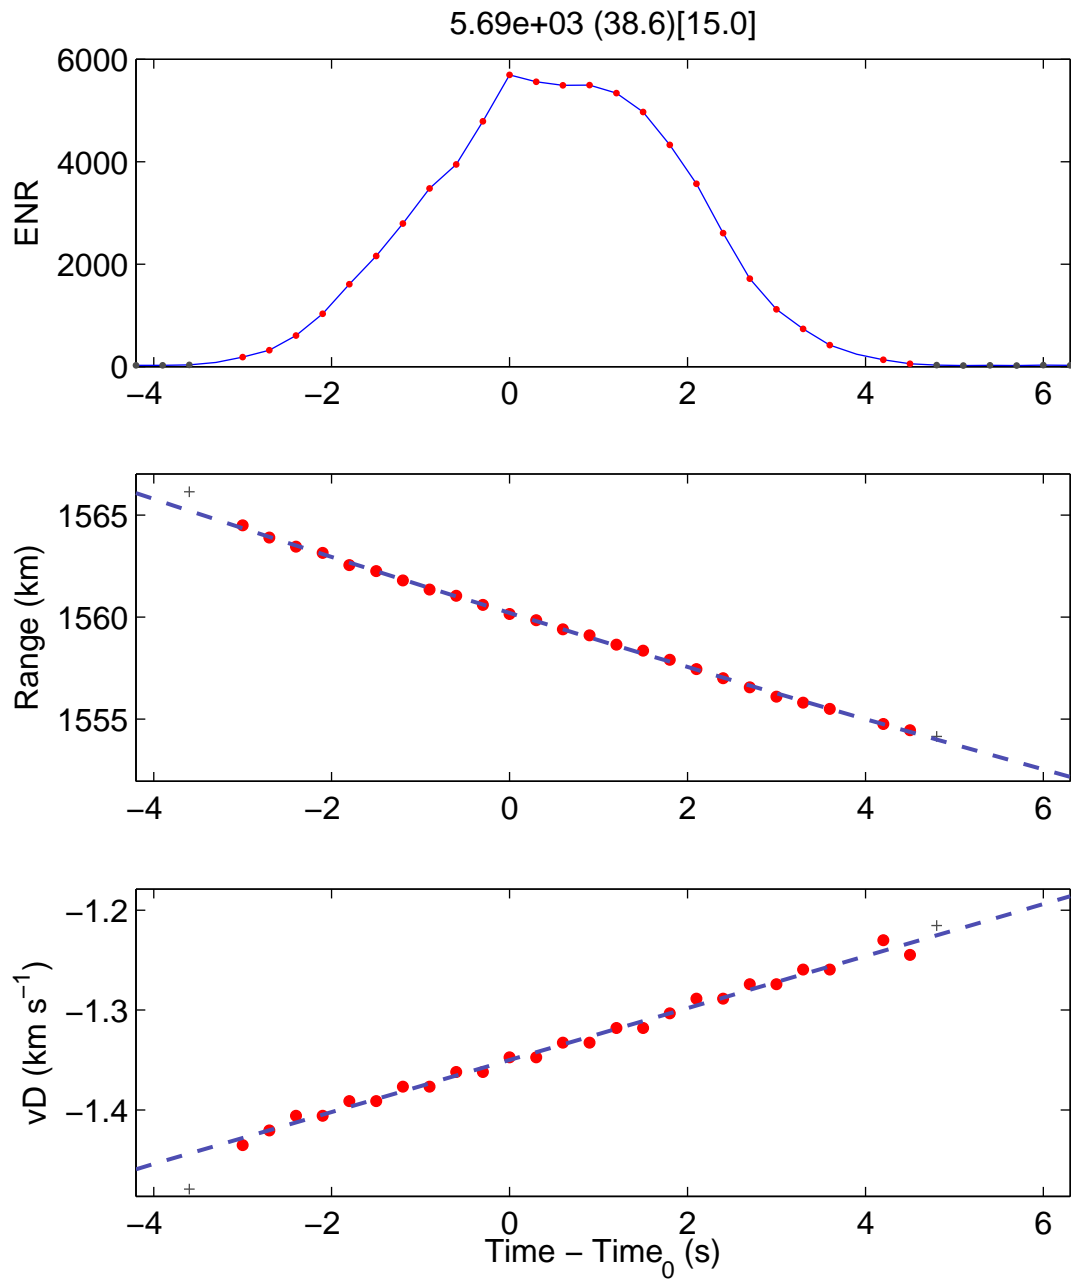 5.69e+03 (38.6)[15.0]
6000
4000
2000
0
ENR
−4 −2 0 2 4 6
1565
1560
1555
Range (km)
−4 −2 0 2 4 6
−1.2
−1.3
−1.4
vD (km s−1)
−4 −2 0 2 4 6
Time − Time0 (s)